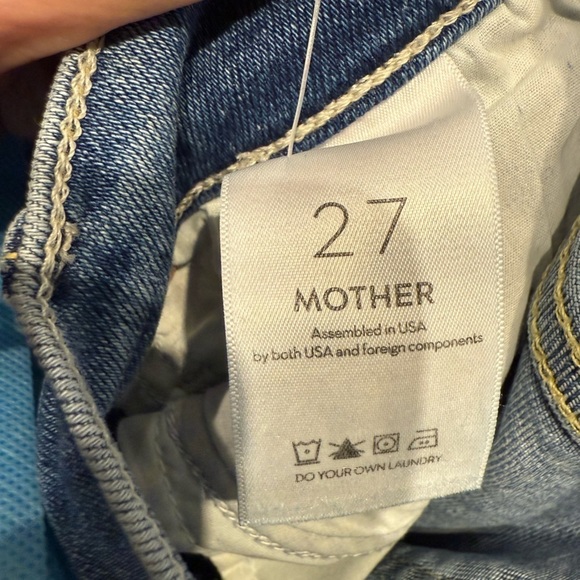 27
MOTHER
Assembled in USA
by both USA and foreign components
DO YOUR OWN LAUNDRY